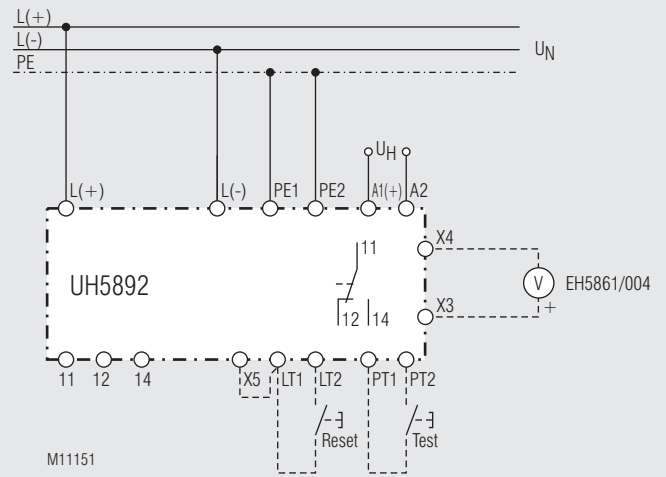 L(+)
L(-)
PE
UN
UH
L(+)
L(-)
PE1
PE2
A1(+)
A2
X4
11
UH5892
V
EH5861/004
X3
+
12
14
11
12
14
X5
LT1
LT2
PT1
PT2
Reset
Test
M11151